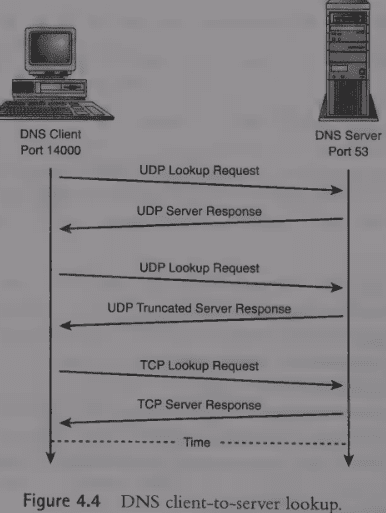 DNS Client
Port 14000
DNS Server
Port 53
UDP Lookup Request
UDP Server Response
UDP Lookup Request
UDP Truncated Server Response
TCP Lookup Request
TCP Server Response
Time
Figure 4.4 DNS client-to-server lookup.